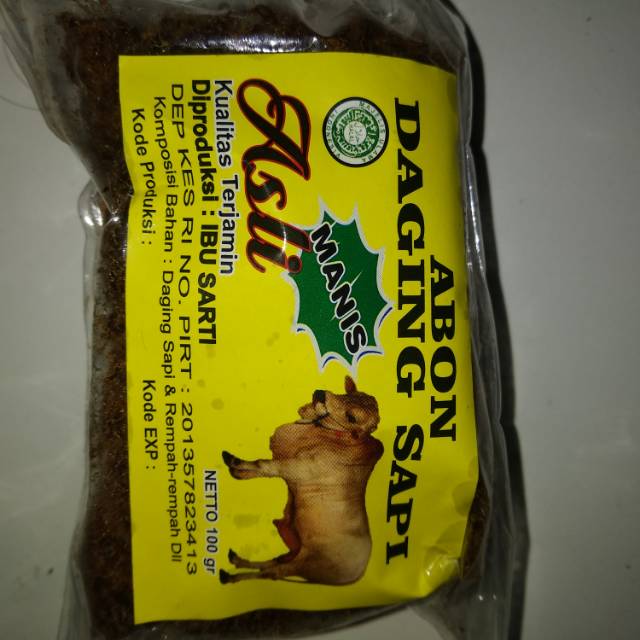 ABON
DAGING SAPI
MANIS
Asli
Kualitas Terjamin
Diproduksi : IBU SARTI
DEP KES RI NO. PIRT : 2013578233413
Komposisi Bahan : Daging Sapi & Rempah-rempah Dll
Kode Produksi :
Kode EXP :
NETTO 100 gr